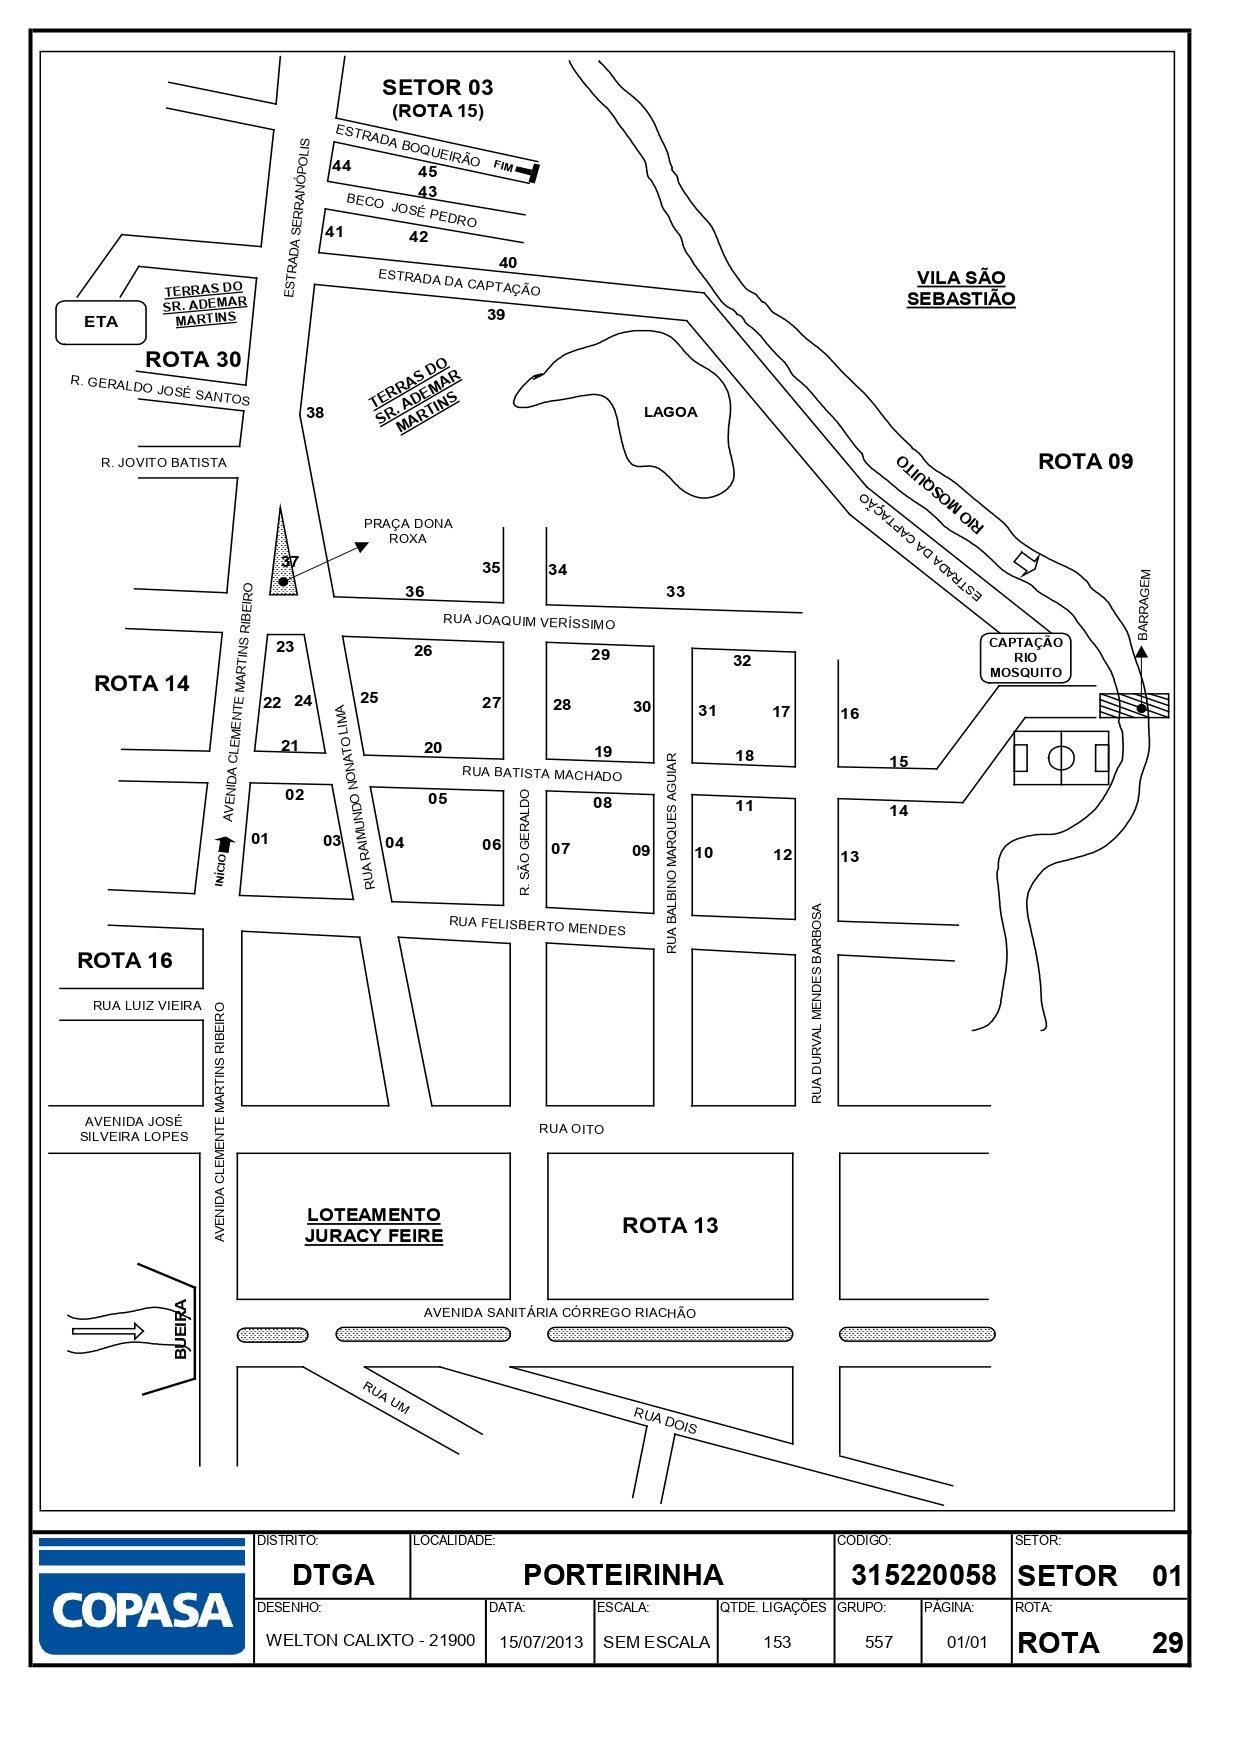 SETOR 03
(ROTA 15)
ESTRADA BOQUEIRÃO
FIM
44
45
43
BECO JOSÉ PEDRO
41
42
40
ESTRADA DA CAPTAÇÃO
39
ESTRADA SERRANÓPOLIS
VILA SÃO
SEBASTIÃO
TERRAS DO
SR. ADEMAR
MARTINS
ETA
ROTA 30
R. GERALDO JOSÉ SANTOS
38
TERRAS DO
SR. ADEMAR
MARTINS
LAGOA
R. JOVITO BATISTA
ROTA 09
RIO MOSQUITO
ESTRADA DA CAPTAÇÃO
PRAÇA DONA
ROXA
37
35
34
36
33
RUA JOAQUIM VERÍSSIMO
BARRAGEM
CAPTAÇÃO
RIO
MOSQUITO
AVENIDA CLEMENTE MARTINS RIBEIRO
23
26
29
32
ROTA 14
22
24
25
27
28
30
31
17
16
21
20
19
18
15
RUA RAIMUNDO NONATO LIMA
RUA BATISTA MACHADO
RUA BALBINO MARQUES AGUIAR
02
05
08
11
14
01
03
04
06
07
09
10
12
13
R. SÃO GERALDO
INÍCIO
RUA FELISBERTO MENDES
ROTA 16
RUA DURVAL MENDES BARBOSA
RUA LUIZ VIEIRA
AVENIDA CLEMENTE MARTINS RIBEIRO
AVENIDA JOSÉ
SILVEIRA LOPES
RUA OITO
LOTEAMENTO
JURACY FEIRE
ROTA 13
AVENIDA SANITÁRIA CÓRREGO RIACHÃO
BUEIRA
RUA UM
RUA DOIS
COPASA
DISTRITO:
DTGA
LOCALIDADE:
PORTEIRINHA
CODIGO:
315220058
SETOR:
SETOR 01
DESENHO:
WELTON CALIXTO - 21900
DATA:
15/07/2013
ESCALA:
SEM ESCALA
QTDE. LIGAÇÕES
153
GRUPO:
557
PÁGINA:
01/01
ROTA:
ROTA 29